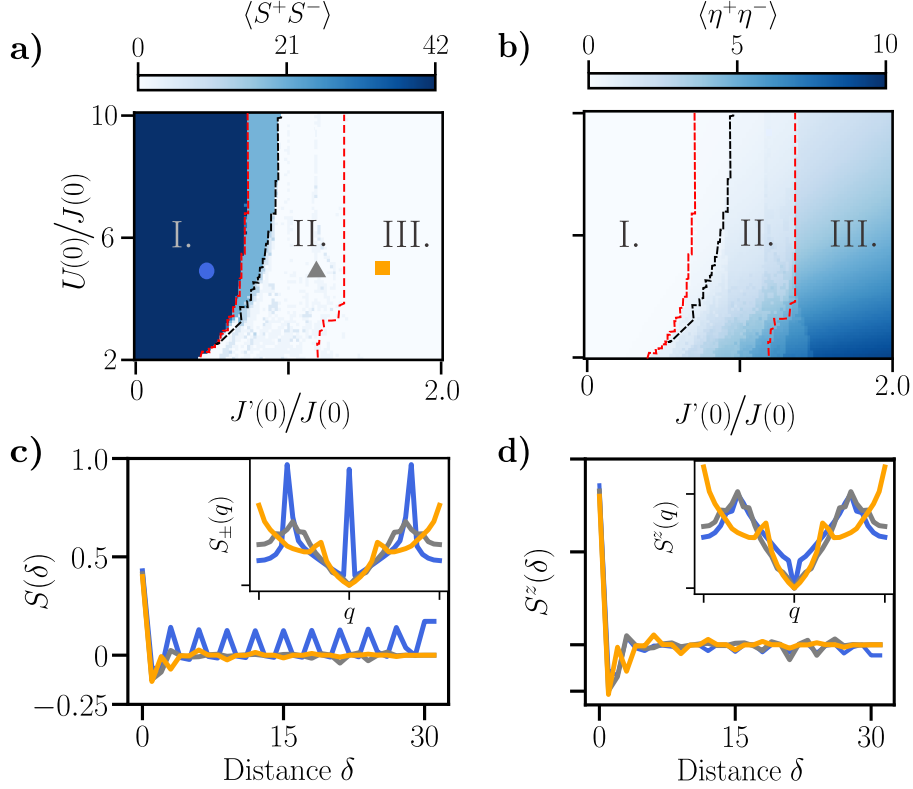 ⟨S⁺S⁻⟩
a) 0 21 42
10
6
2
U(0)/J(0)
I. II. III.
0 2.0
J'(0)/J(0)
⟨η⁺η⁻⟩
b) 0 5 10
I. II. III.
0 2.0
J'(0)/J(0)
c)
1.0
0.5
0
−0.25
S(δ)
S±(q)
q
0 15 30
Distance δ
d)
Sᶻ(δ)
Sᶻ(q)
q
0 15 30
Distance δ